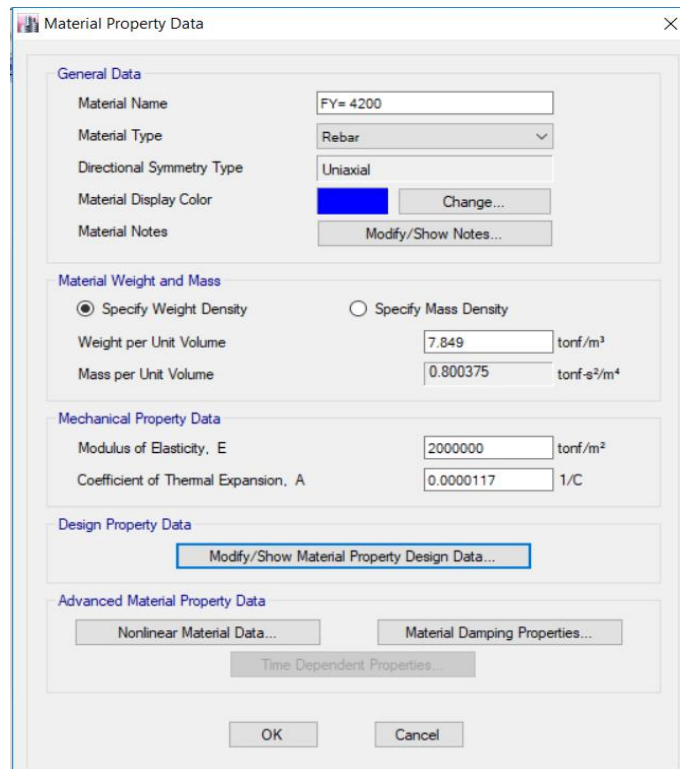 Material Property Data
General Data
Material Name FY= 4200
Material Type Rebar
Directional Symmetry Type Uniaxial
Material Display Color Change...
Material Notes Modify/Show Notes...
Material Weight and Mass
Specify Weight Density Specify Mass Density
Weight per Unit Volume 7.849 tonf/m³
Mass per Unit Volume 0.800375 tonf-s²/m⁴
Mechanical Property Data
Modulus of Elasticity, E 2000000 tonf/m²
Coefficient of Thermal Expansion, A 0.0000117 1/C
Design Property Data
Modify/Show Material Property Design Data...
Advanced Material Property Data
Nonlinear Material Data... Material Damping Properties...
Time Dependent Properties...
OK Cancel